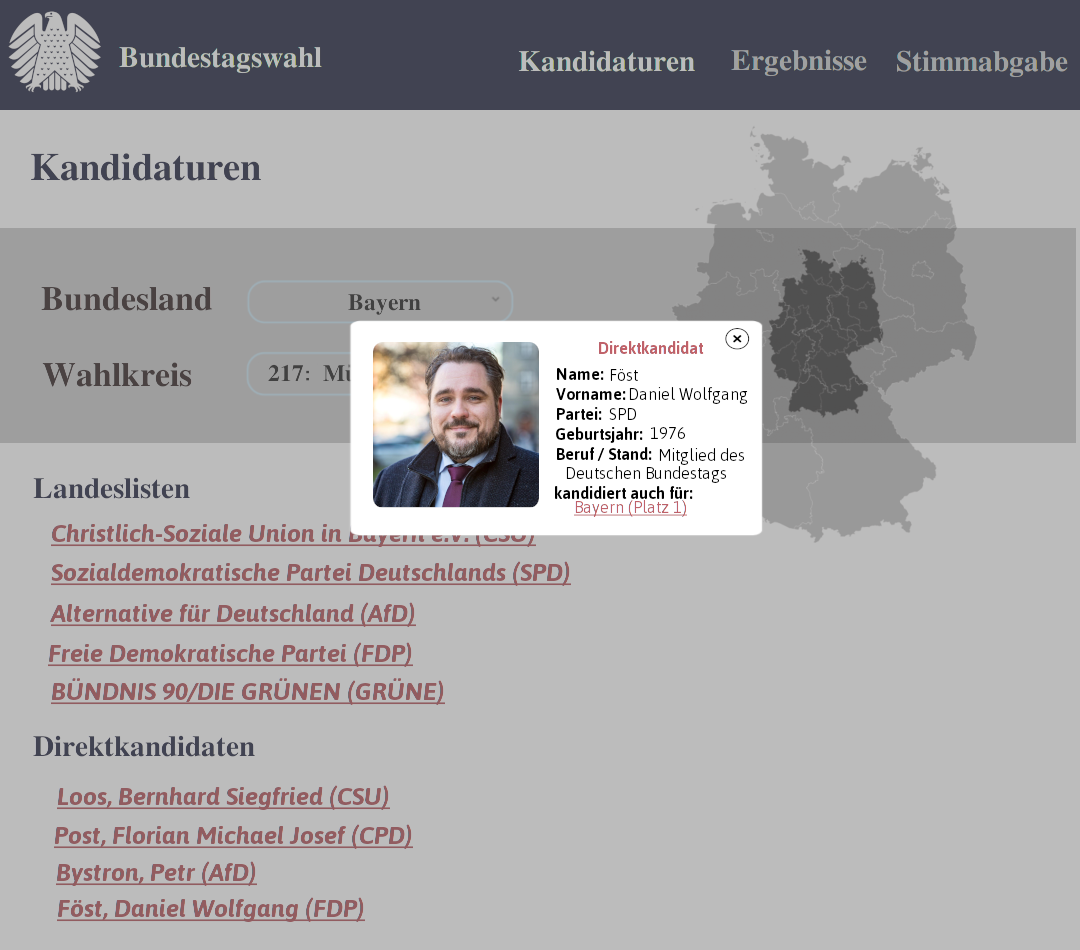 Bundestagswahl
Kandidaturen
Ergebnisse
Stimmabgabe
Kandidaturen
Bundesland
Bayern
Wahlkreis
217: Mü
Direktkandidat
Name: Föst
Vorname: Daniel Wolfgang
Partei: SPD
Geburtsjahr: 1976
Beruf / Stand: Mitglied des
Deutschen Bundestags
kandidiert auch für:
Bayern (Platz 1)
Landeslisten
Christlich-Soziale Union in Bayern e.V. (CSU)
Sozialdemokratische Partei Deutschlands (SPD)
Alternative für Deutschland (AfD)
Freie Demokratische Partei (FDP)
BÜNDNIS 90/DIE GRÜNEN (GRÜNE)
Direktkandidaten
Loos, Bernhard Siegfried (CSU)
Post, Florian Michael Josef (CPD)
Bystron, Petr (AfD)
Föst, Daniel Wolfgang (FDP)